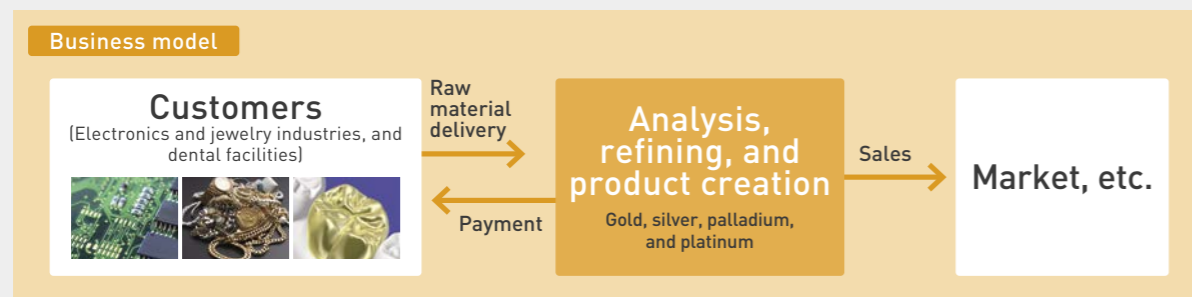 Business model
Customers
(Electronics and jewelry industries, and
dental facilities)
Raw
material
delivery
Payment
Analysis,
refining, and
product creation
Gold, silver, palladium,
and platinum
Sales
Market, etc.